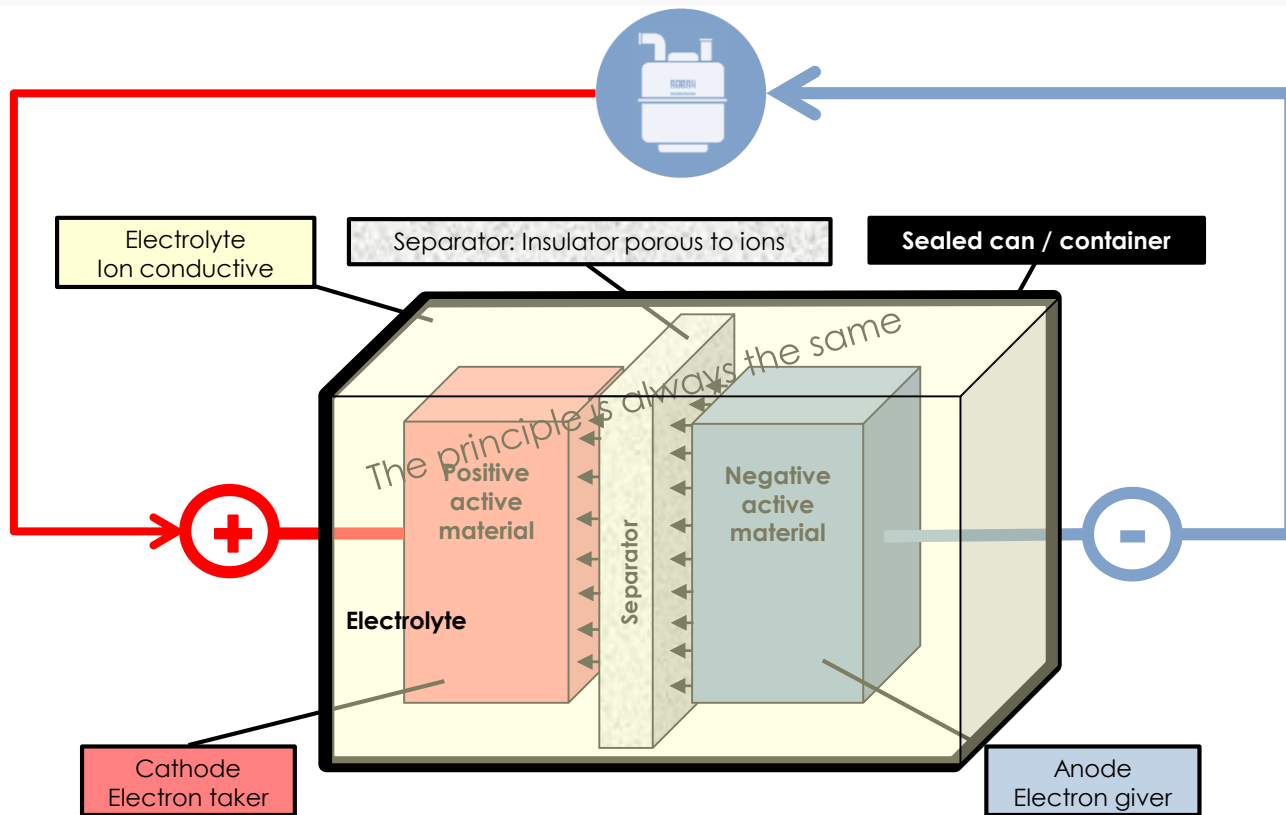 Electrolyte
Ion conductive
Separator: Insulator porous to ions
Sealed can / container
The principle is always the same
Positive
active
material
Negative
active
material
+
-
Separator
Electrolyte
Cathode
Electron taker
Anode
Electron giver